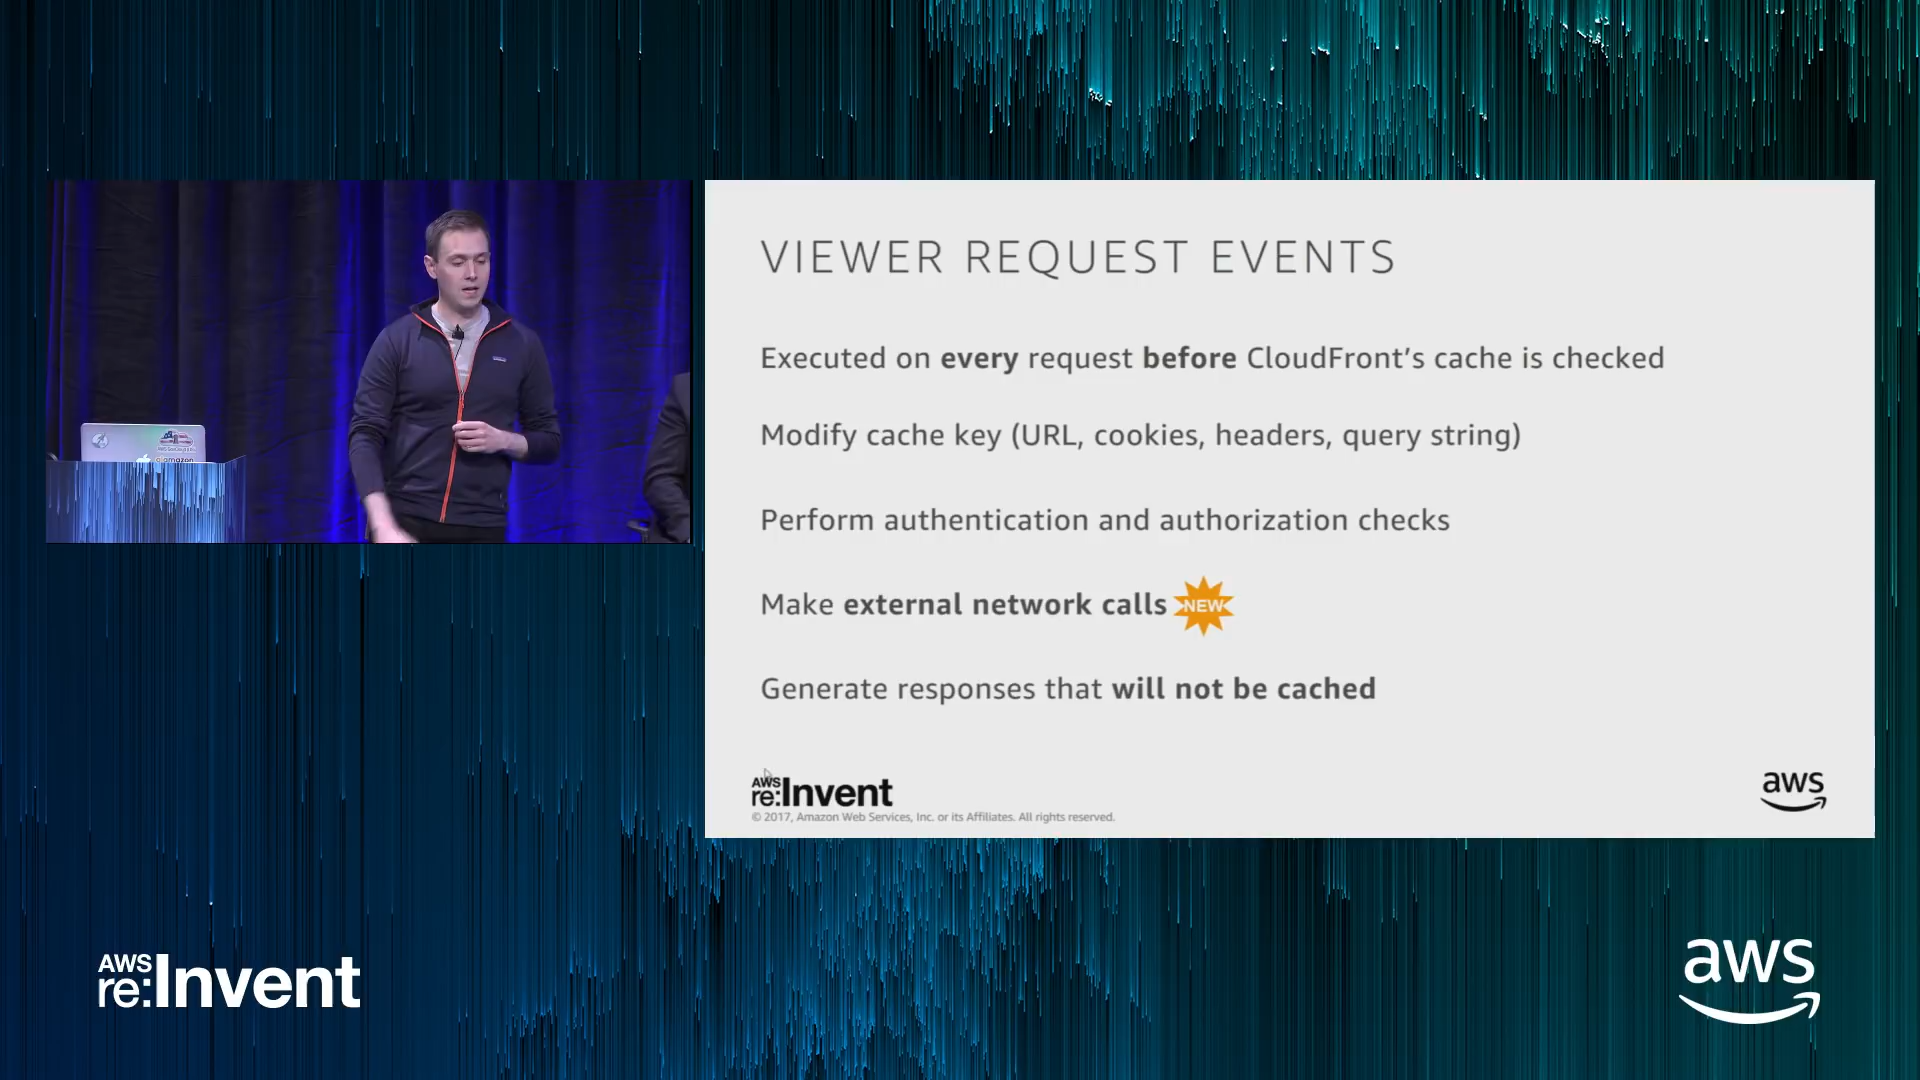 VIEWER REQUEST EVENTS
Executed on every request before CloudFront's cache is checked
Modify cache key (URL, cookies, headers, query string)
Perform authentication and authorization checks
Make external network calls NEW
Generate responses that will not be cached
AWS
re:Invent
© 2017, Amazon Web Services, Inc. or its Affiliates. All rights reserved.
aws
AWS
re:Invent
aws